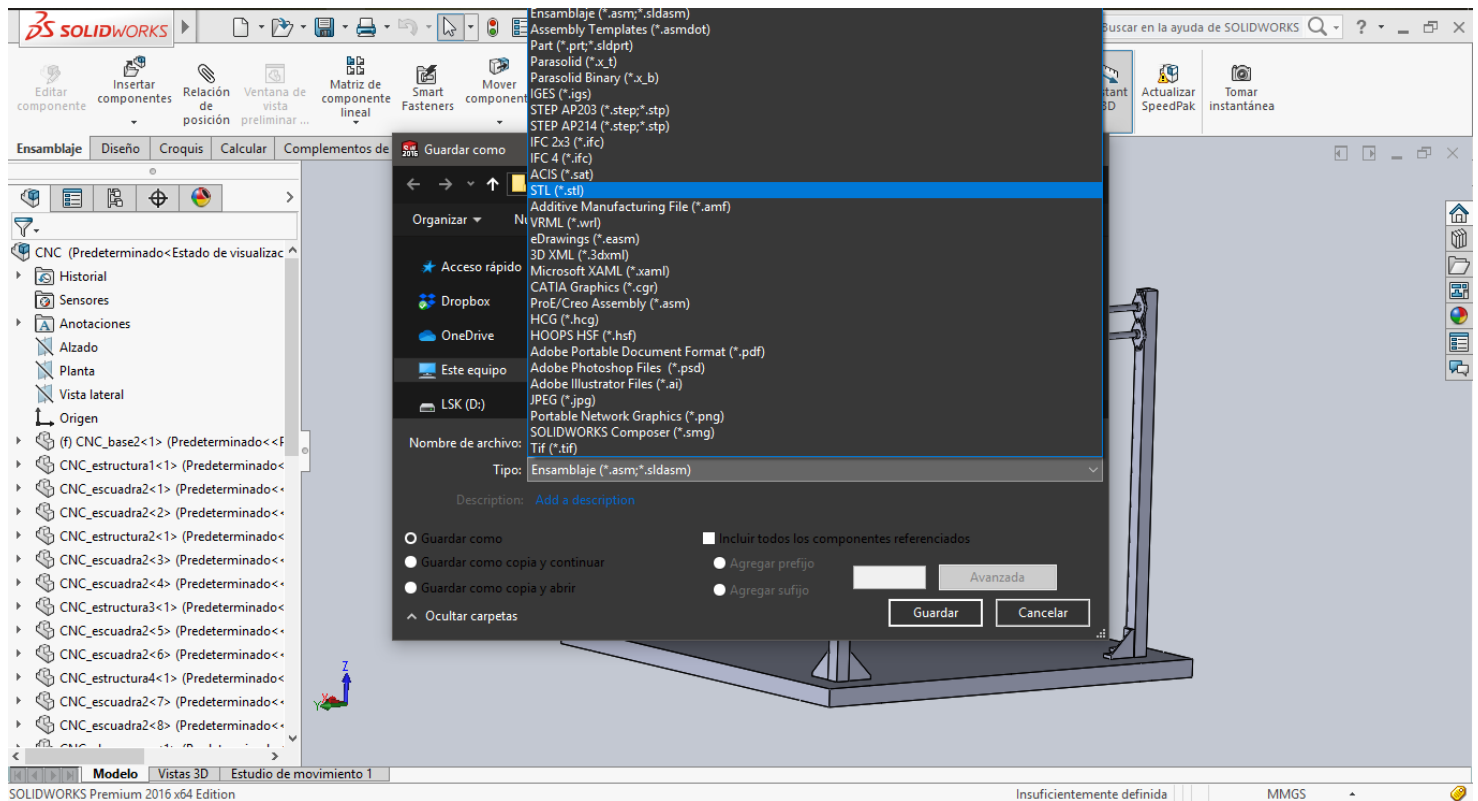 SOLIDWORKS
Buscar en la ayuda de SOLIDWORKS
Editar componente
Insertar componentes
Relación de posición
Ventana de vista preliminar ...
Matriz de componente lineal
Smart Fasteners
Mover
Actualizar SpeedPak
Tomar instantánea
Ensamblaje
Diseño
Croquis
Calcular
Complementos de
CNC (Predeterminado<Estado de visualizac
Historial
Sensores
Anotaciones
Alzado
Planta
Vista lateral
Origen
(f) CNC_base2<1> (Predeterminado<<
CNC_estructura1<1> (Predeterminado<
CNC_escuadra2<1> (Predeterminado<<
CNC_escuadra2<2> (Predeterminado<<
CNC_estructura2<1> (Predeterminado<
CNC_escuadra2<3> (Predeterminado<<
CNC_escuadra2<4> (Predeterminado<<
CNC_estructura3<1> (Predeterminado<
CNC_escuadra2<5> (Predeterminado<<
CNC_escuadra2<6> (Predeterminado<<
CNC_estructura4<1> (Predeterminado<
CNC_escuadra2<7> (Predeterminado<<
CNC_escuadra2<8> (Predeterminado<<
Guardar como
Organizar
Acceso rápido
Dropbox
OneDrive
Este equipo
LSK (D:)
Ensamblaje (*.asm;*.sldasm)
Assembly Templates (*.asmdot)
Part (*.prt;*.sldprt)
Parasolid (*.x_t)
Parasolid Binary (*.x_b)
IGES (*.igs)
STEP AP203 (*.step;*.stp)
STEP AP214 (*.step;*.stp)
IFC 2x3 (*.ifc)
IFC 4 (*.ifc)
ACIS (*.sat)
STL (*.stl)
Additive Manufacturing File (*.amf)
VRML (*.wrl)
eDrawings (*.easm)
3D XML (*.3dxml)
Microsoft XAML (*.xaml)
CATIA Graphics (*.cgr)
ProE/Creo Assembly (*.asm)
HCG (*.hcg)
HOOPS HSF (*.hsf)
Adobe Portable Document Format (*.pdf)
Adobe Photoshop Files (*.psd)
Adobe Illustrator Files (*.ai)
JPEG (*.jpg)
Portable Network Graphics (*.png)
SOLIDWORKS Composer (*.smg)
Tif (*.tif)
Nombre de archivo:
Tipo: Ensamblaje (*.asm;*.sldasm)
Description: Add a description
Guardar como
Guardar como copia y continuar
Guardar como copia y abrir
Incluir todos los componentes referenciados
Agregar prefijo
Agregar sufijo
Avanzada
Ocultar carpetas
Guardar
Cancelar
Z
X
Y
Modelo
Vistas 3D
Estudio de movimiento 1
SOLIDWORKS Premium 2016 x64 Edition
Insuficientemente definida
MMGS